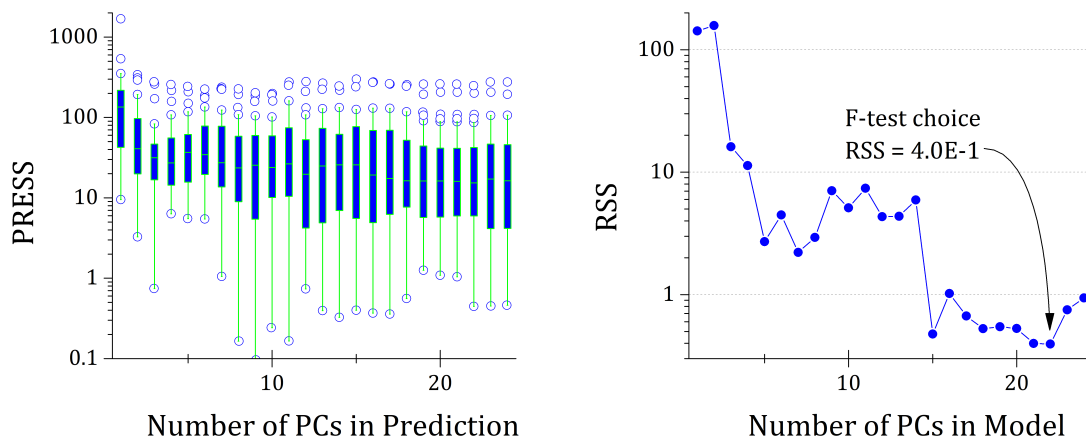 PRESS
1000
100
10
1
0.1
10
20
Number of PCs in Prediction
RSS
100
10
1
10
20
Number of PCs in Model
F-test choice
RSS = 4.0E-1